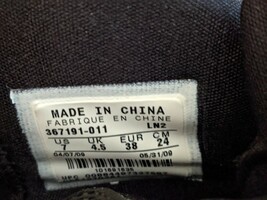 MADE IN CHINA
FABRIQUE EN CHINE
367191-011 LN2
US UK EUR CM
7 4.5 38 24
04/07/09 05/31/09
UPC